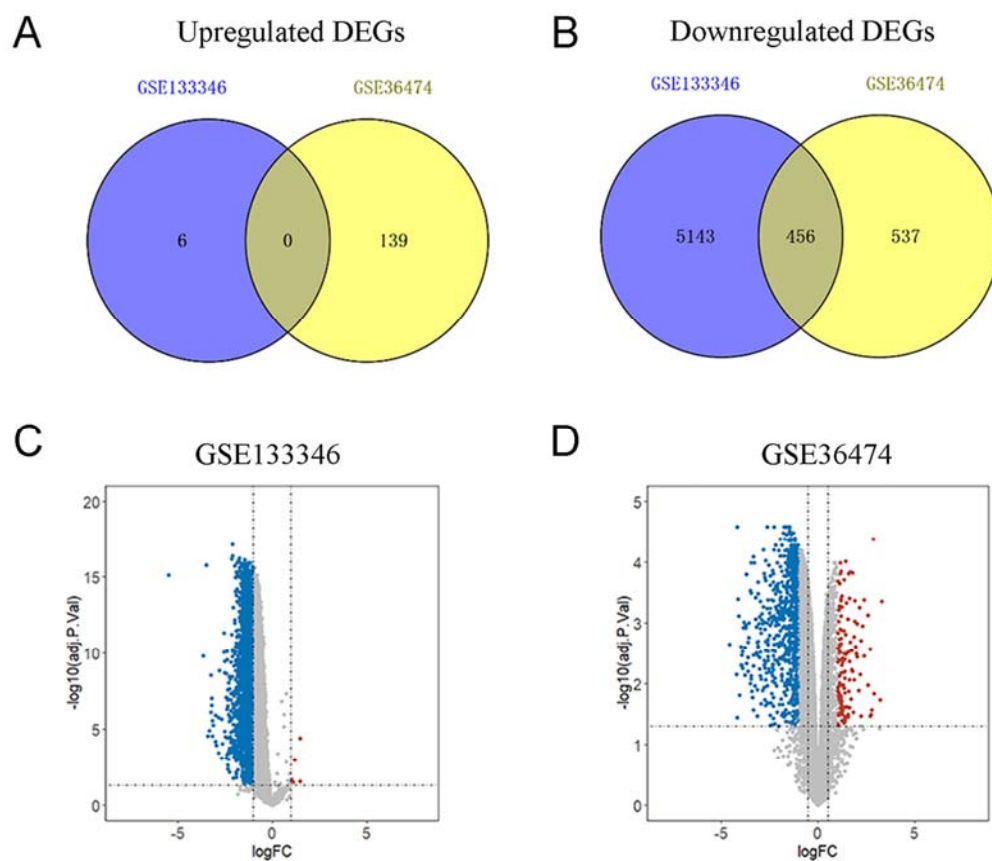 A
Upregulated DEGs
GSE133346
GSE36474
6
0
139
B
Downregulated DEGs
GSE133346
GSE36474
5143
456
537
C
GSE133346
20
15
10
5
0
-log10(adj.P.Val)
-5
0
5
logFC
D
GSE36474
5
4
3
2
1
0
-log10(adj.P.Val)
-5
0
5
logFC